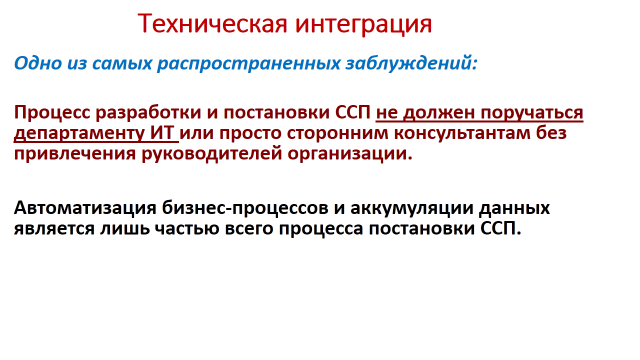 Техническая интеграция
Одно из самых распространенных заблуждений:
Процесс разработки и постановки ССП не должен поручаться
департаменту ИТ или просто сторонним консультантам без
привлечения руководителей организации.
Автоматизация бизнес-процессов и аккумуляции данных
является лишь частью всего процесса постановки ССП.